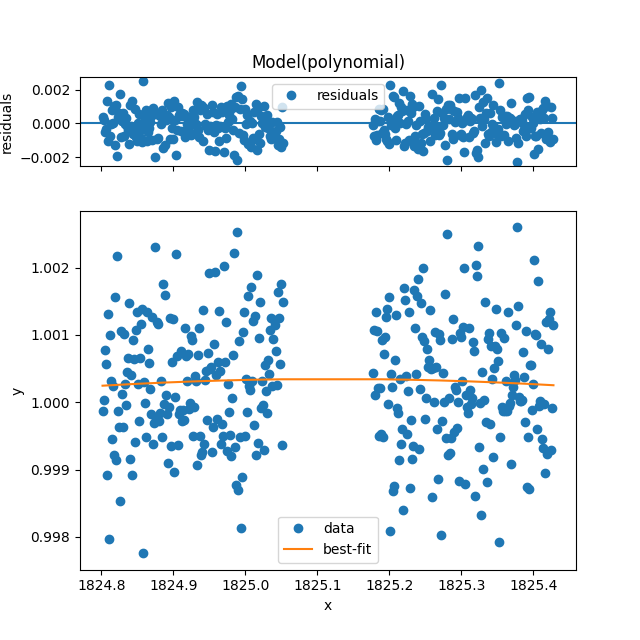 Model(polynomial)
residuals
0.002
0.000
−0.002
residuals
y
1.002
1.001
1.000
0.999
0.998
data
best-fit
1824.8 1824.9 1825.0 1825.1 1825.2 1825.3 1825.4
x